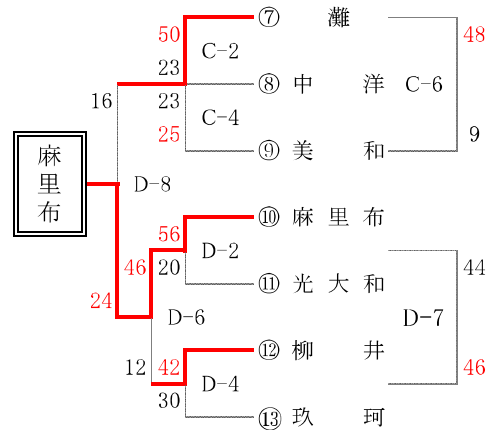 50 ⑦ 灘 48
C-2
23 ⑧ 中洋 C-6
16 23
C-4
25 ⑨ 美和 9
麻里布
D-8
56 ⑩ 麻里布
D-2 44
46 20 ⑪ 光大和
24
D-6 D-7
12 42 ⑫ 柳井 46
D-4
30 ⑬ 玖珂